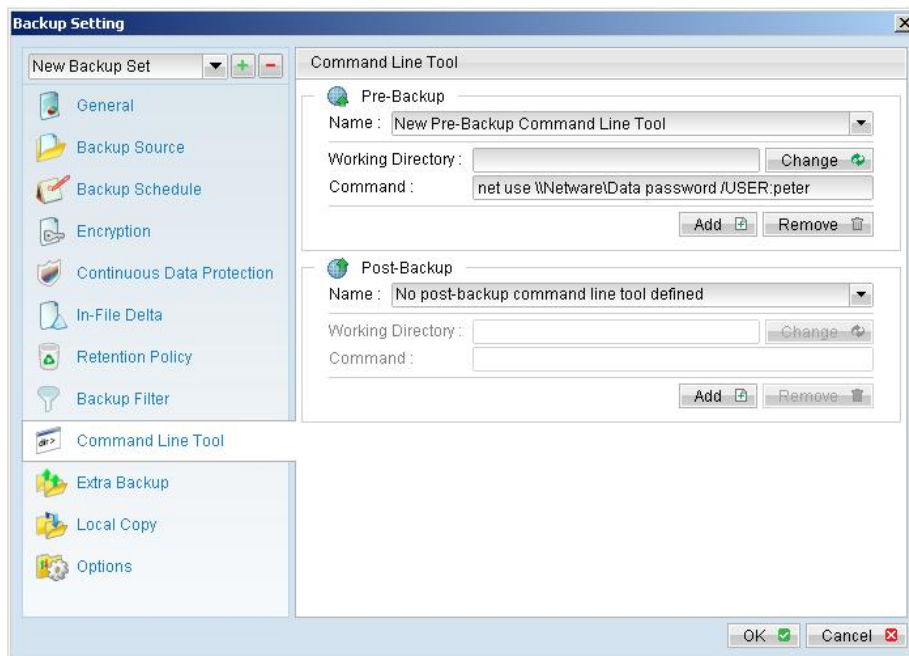 Backup Setting
New Backup Set
General
Backup Source
Backup Schedule
Encryption
Continuous Data Protection
In-File Delta
Retention Policy
Backup Filter
dir>
Command Line Tool
Extra Backup
Local Copy
Options
Command Line Tool
Pre-Backup
Name : New Pre-Backup Command Line Tool
Working Directory : Change
Command : net use \\Netware\Data password /USER:peter
Add Remove
Post-Backup
Name : No post-backup command line tool defined
Working Directory : Change
Command :
Add Remove
OK Cancel